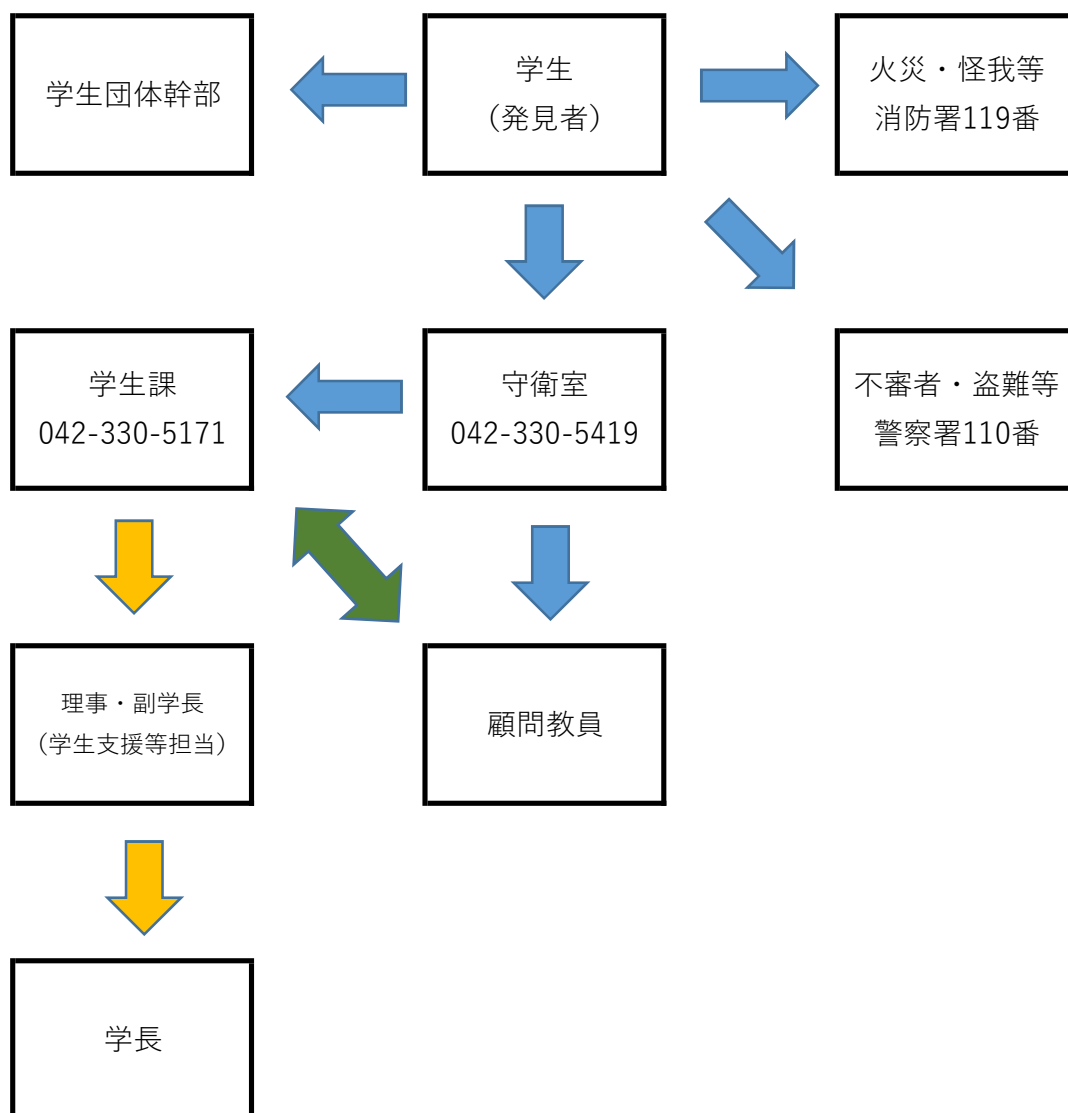 学生団体幹部
学生
(発見者)
火災・怪我等
消防署119番
学生課
042-330-5171
守衛室
042-330-5419
不審者・盗難等
警察署110番
理事・副学長
(学生支援等担当)
顧問教員
学長